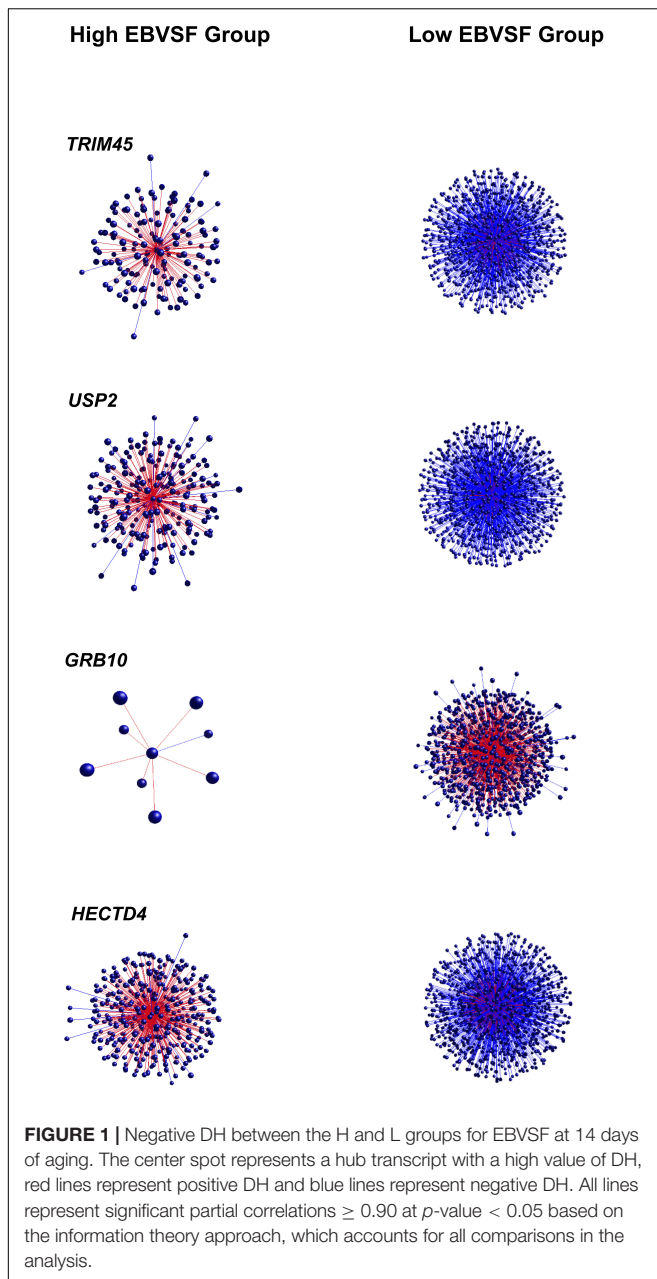 High EBVSF Group Low EBVSF Group
TRIM45
USP2
GRB10
HECTD4
FIGURE 1 | Negative DH between the H and L groups for EBVSF at 14 days
of aging. The center spot represents a hub transcript with a high value of DH,
red lines represent positive DH and blue lines represent negative DH. All lines
represent significant partial correlations ≥ 0.90 at p-value < 0.05 based on
the information theory approach, which accounts for all comparisons in the
analysis.